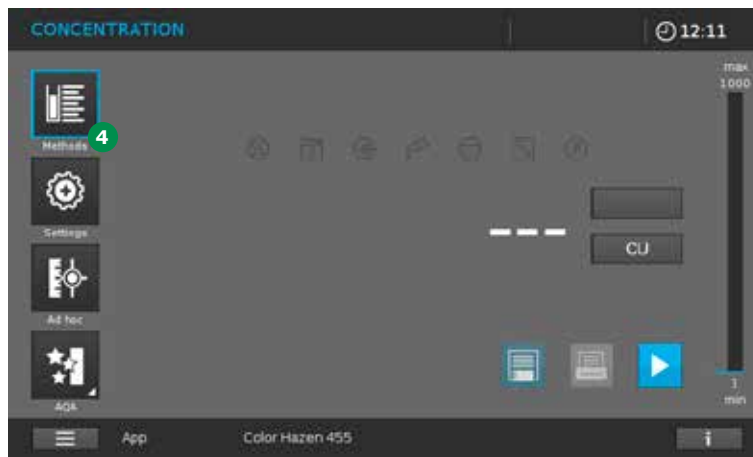 CONCENTRATION
12:11
max
1000
Methods
4
Settings
CU
Ad hoc
AQA
1
min
App
Color Hazen 455
i